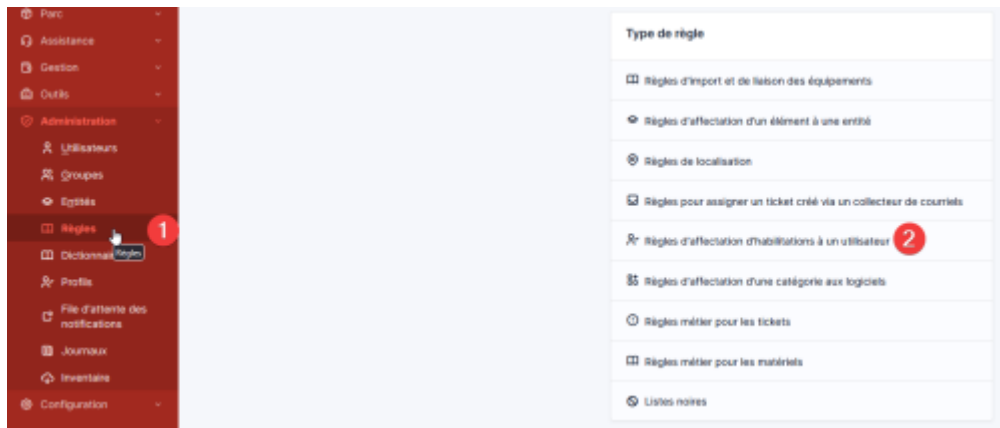 Parc
Assistance
Gestion
Outils
Administration
Utilisateurs
Groupes
Entités
Règles
1
Règles
Dictionnai
Profils
File d'attente des
notifications
Journaux
Inventaire
Configuration
Type de règle
Règles d'import et de liaison des équipements
Règles d'affectation d'un élément à une entité
Règles de localisation
Règles pour assigner un ticket créé via un collecteur de courriels
Règles d'affectation d'habilitations à un utilisateur
2
Règles d'affectation d'une catégorie aux logiciels
Règles métier pour les tickets
Règles métier pour les matériels
Listes noires